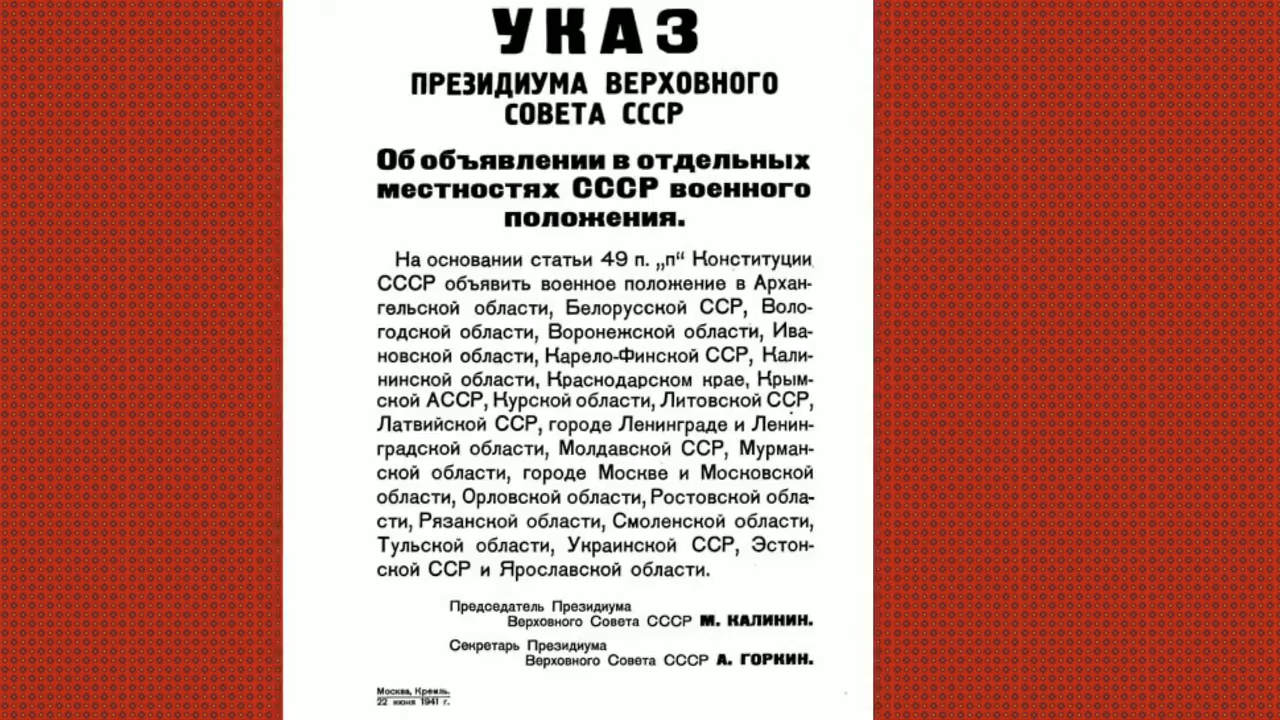 УКАЗ
ПРЕЗИДИУМА ВЕРХОВНОГО
СОВЕТА СССР
Об объявлении в отдельных
местностях СССР военного
положения.
На основании статьи 49 п. „п“ Конституции
СССР объявить военное положение в Архан-
гельской области, Белорусской ССР, Воло-
годской области, Воронежской области, Ива-
новской области, Карело-Финской ССР, Кали-
нинской области, Краснодарском крае, Крым-
ской АССР, Курской области, Литовской ССР,
Латвийской ССР, городе Ленинграде и Ленин-
градской области, Молдавской ССР, Мурман-
ской области, городе Москве и Московской
области, Орловской области, Ростовской обла-
сти, Рязанской области, Смоленской области,
Тульской области, Украинской ССР, Эстон-
ской ССР и Ярославской области.
Председатель Президиума
Верховного Совета СССР М. КАЛИНИН.
Секретарь Президиума
Верховного Совета СССР А. ГОРКИН.
Москва, Кремль.
22 июня 1941 г.